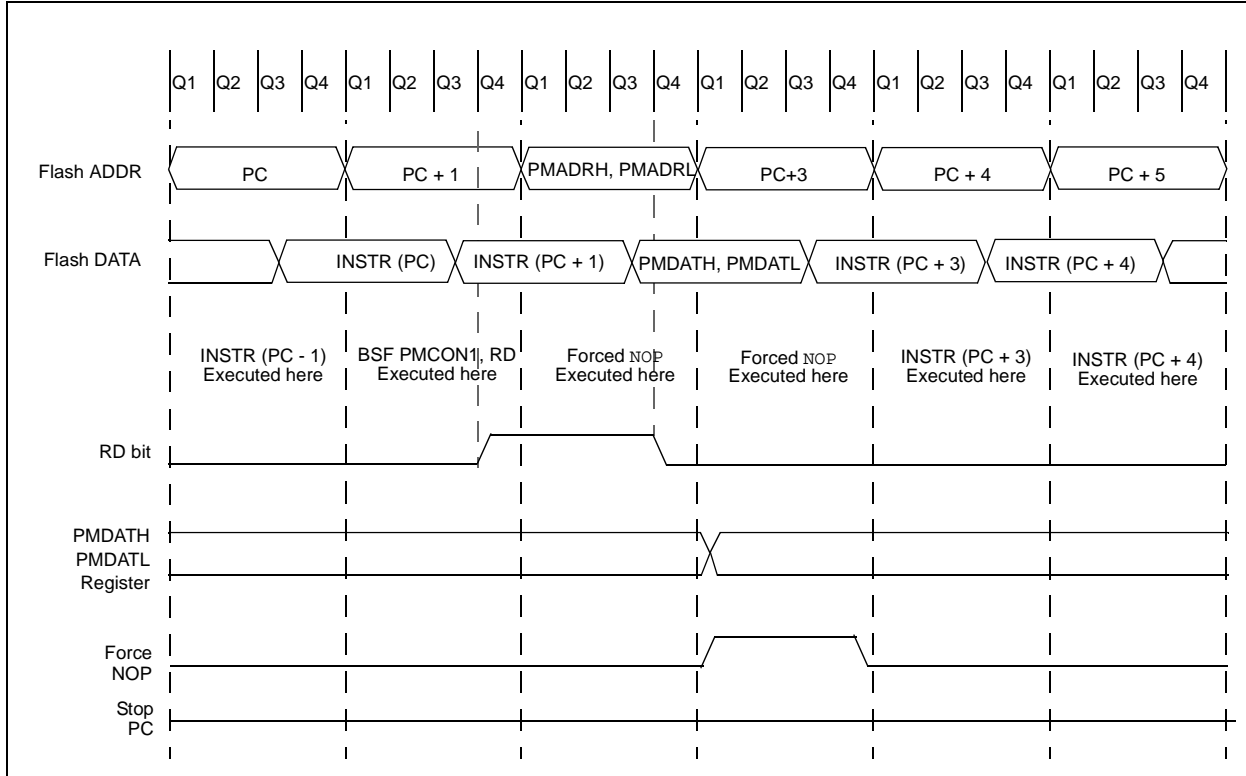 Q1 Q2 Q3 Q4 Q1 Q2 Q3 Q4 Q1 Q2 Q3 Q4 Q1 Q2 Q3 Q4 Q1 Q2 Q3 Q4 Q1 Q2 Q3 Q4
Flash ADDR PC PC + 1 PMADRH, PMADRL PC+3 PC + 4 PC + 5
Flash DATA INSTR (PC) INSTR (PC + 1) PMDATH, PMDATL INSTR (PC + 3) INSTR (PC + 4)
INSTR (PC - 1) BSF PMCON1, RD Forced NOP Forced NOP INSTR (PC + 3) INSTR (PC + 4)
Executed here Executed here Executed here Executed here Executed here Executed here
RD bit
PMDATH
PMDATL
Register
Force
NOP
Stop
PC